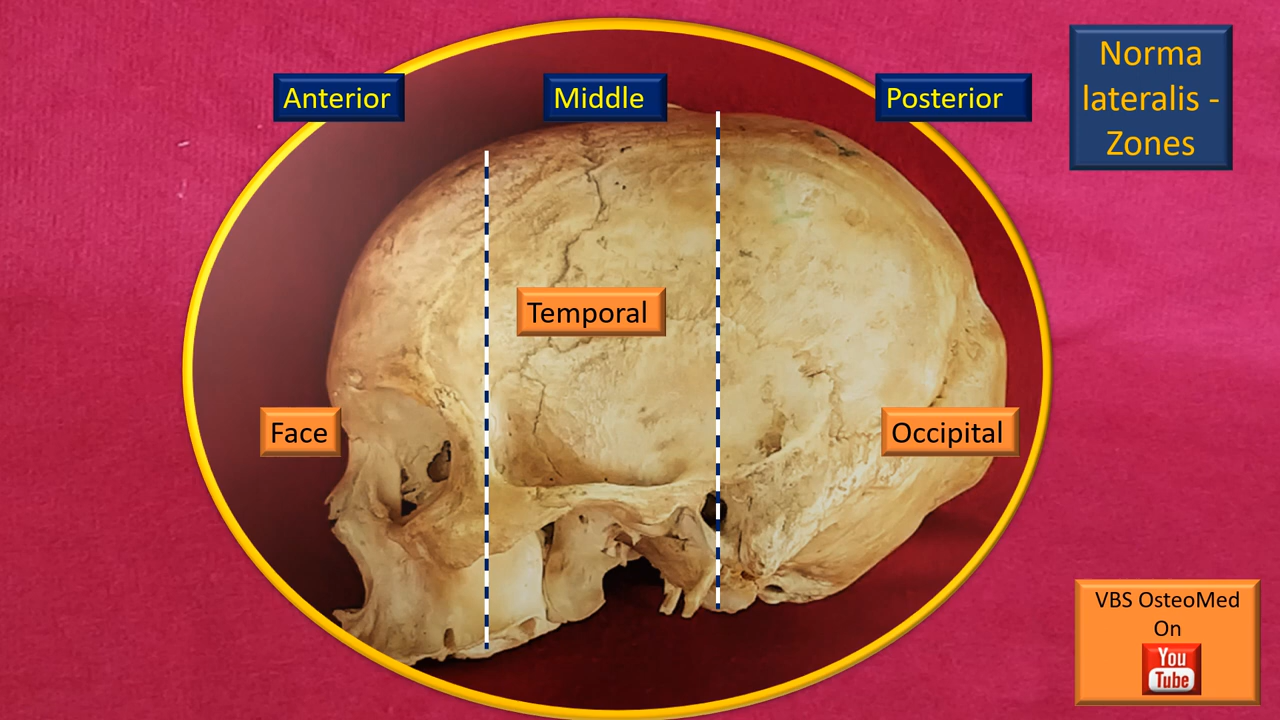 Anterior
Middle
Posterior
Norma
lateralis -
Zones
Temporal
Face
Occipital
VBS OsteoMed
On
You
Tube